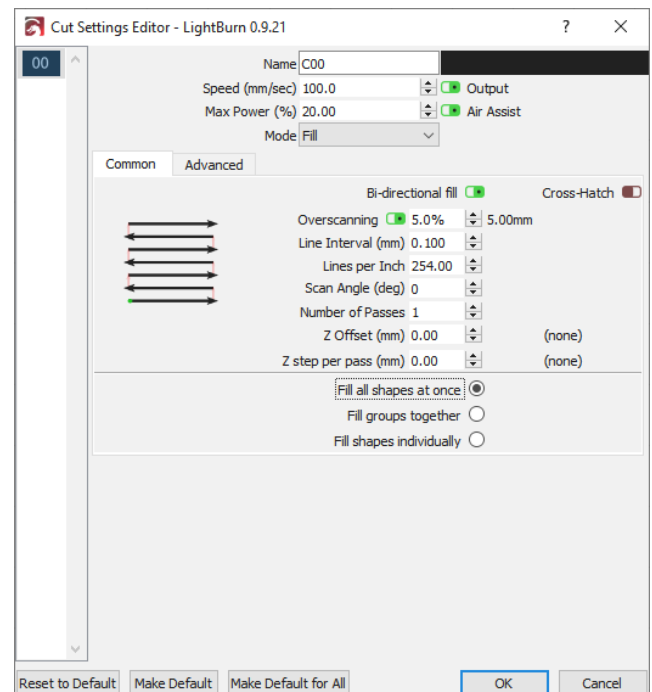 Cut Settings Editor - LightBurn 0.9.21 ?
00
Name C00
Speed (mm/sec) 100.0 Output
Max Power (%) 20.00 Air Assist
Mode Fill
Common Advanced
Bi-directional fill Cross-Hatch
Overscanning 5.0% 5.00mm
Line Interval (mm) 0.100
Lines per Inch 254.00
Scan Angle (deg) 0
Number of Passes 1
Z Offset (mm) 0.00 (none)
Z step per pass (mm) 0.00 (none)
Fill all shapes at once
Fill groups together
Fill shapes individually
Reset to Default Make Default Make Default for All OK Cancel